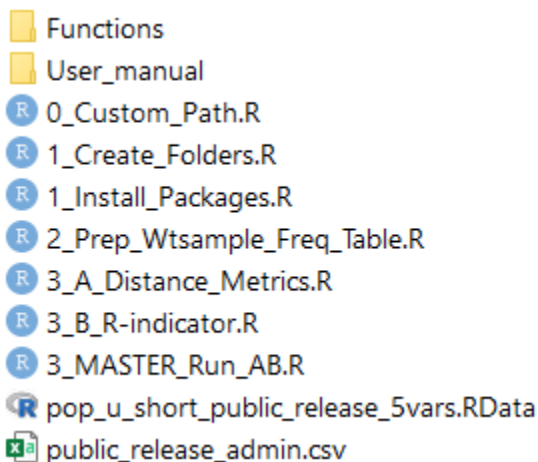 Functions
User_manual
R 0_Custom_Path.R
R 1_Create_Folders.R
R 1_Install_Packages.R
R 2_Prep_Wtsample_Freq_Table.R
R 3_A_Distance_Metrics.R
R 3_B_R-indicator.R
R 3_MASTER_Run_AB.R
R pop_u_short_public_release_5vars.RData
public_release_admin.csv